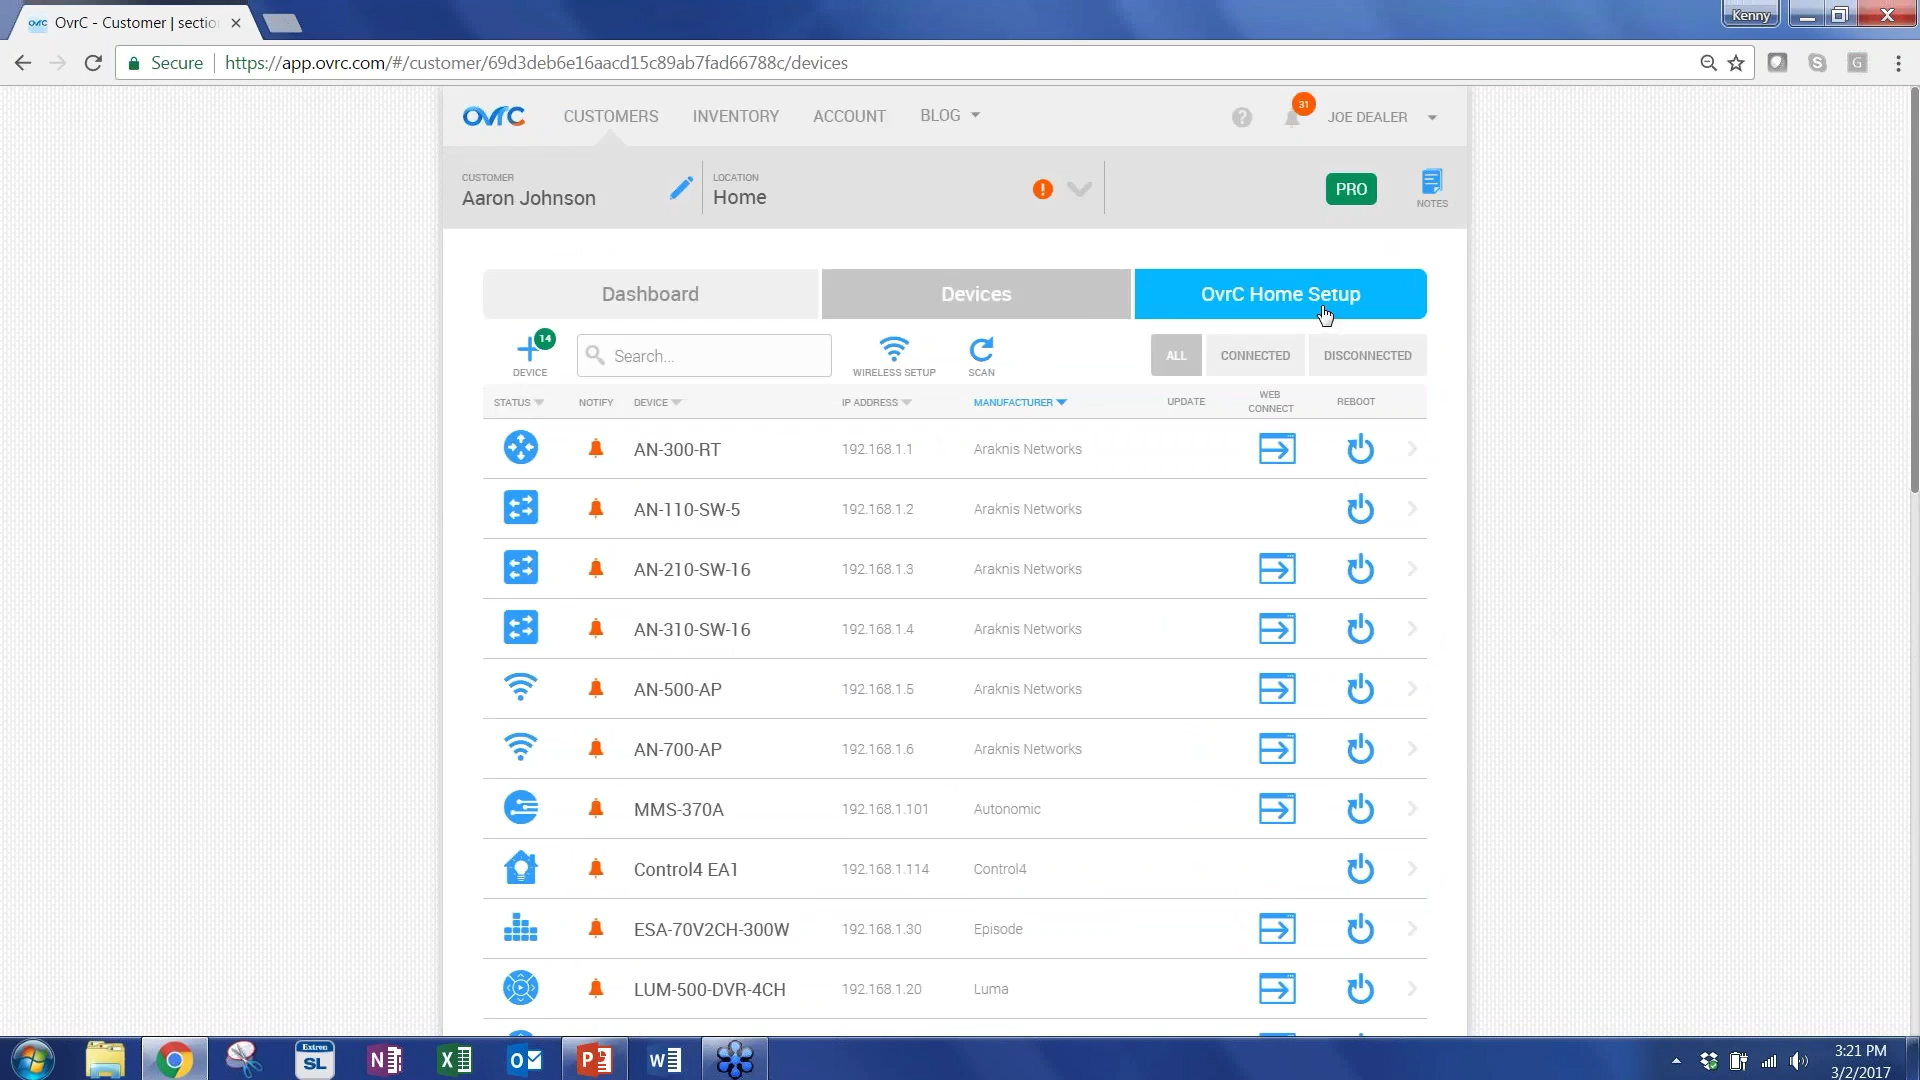 OvrC - Customer | sectio
Kenny
Secure
https://app.ovrc.com/#/customer/69d3deb6e16aacd15c89ab7fad66788c/devices
S
G
OvrC
CUSTOMERS
INVENTORY
ACCOUNT
BLOG
?
31
JOE DEALER
CUSTOMER
Aaron Johnson
LOCATION
Home
!
PRO
NOTES
Dashboard
Devices
OvrC Home Setup
14
DEVICE
Search...
WIRELESS SETUP
SCAN
ALL
CONNECTED
DISCONNECTED
STATUS
NOTIFY
DEVICE
IP ADDRESS
MANUFACTURER
UPDATE
WEB
CONNECT
REBOOT
AN-300-RT 192.168.1.1 Araknis Networks
AN-110-SW-5 192.168.1.2 Araknis Networks
AN-210-SW-16 192.168.1.3 Araknis Networks
AN-310-SW-16 192.168.1.4 Araknis Networks
AN-500-AP 192.168.1.5 Araknis Networks
AN-700-AP 192.168.1.6 Araknis Networks
MMS-370A 192.168.1.101 Autonomic
Control4 EA1 192.168.1.114 Control4
ESA-70V2CH-300W 192.168.1.30 Episode
LUM-500-DVR-4CH 192.168.1.20 Luma
Extron
SL
N
X
O
P
W
3:21 PM
3/2/2017